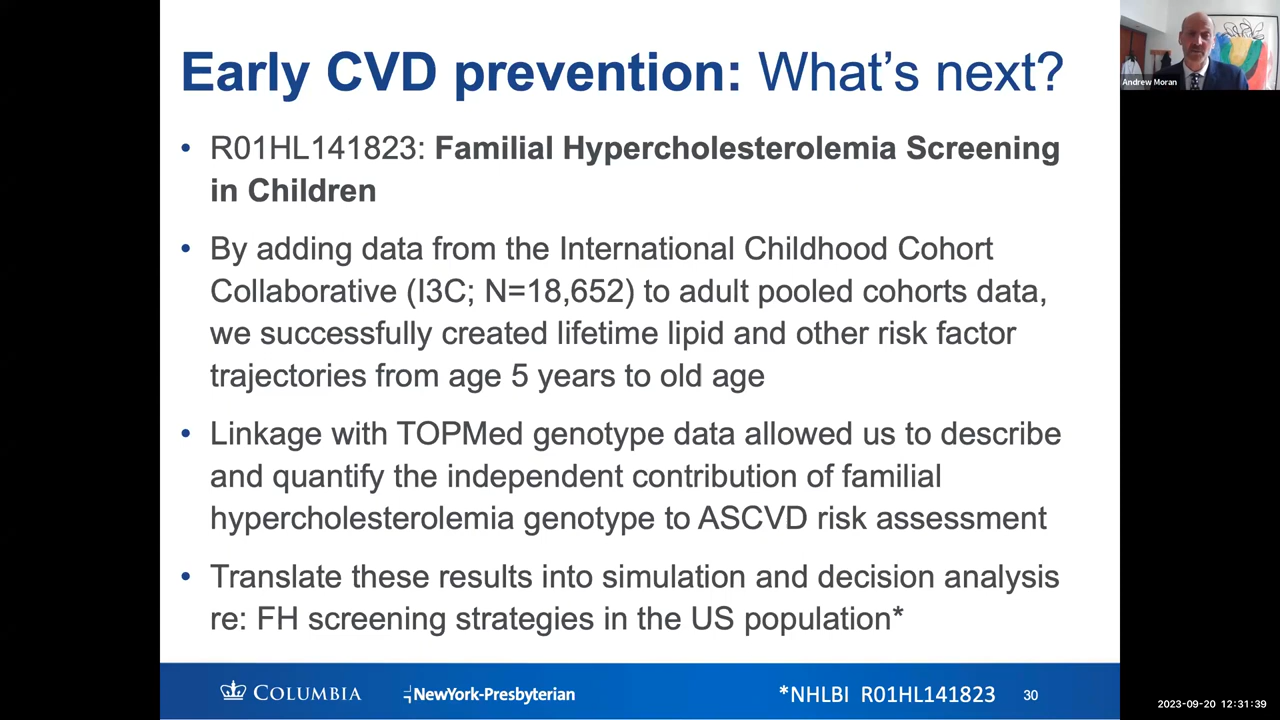 Early CVD prevention: What's next?
• R01HL141823: Familial Hypercholesterolemia Screening
in Children
• By adding data from the International Childhood Cohort
Collaborative (I3C; N=18,652) to adult pooled cohorts data,
we successfully created lifetime lipid and other risk factor
trajectories from age 5 years to old age
• Linkage with TOPMed genotype data allowed us to describe
and quantify the independent contribution of familial
hypercholesterolemia genotype to ASCVD risk assessment
• Translate these results into simulation and decision analysis
re: FH screening strategies in the US population*
COLUMBIA
NewYork-Presbyterian
*NHLBI R01HL141823
30
Andrew Moran
2023-09-20 12:31:39